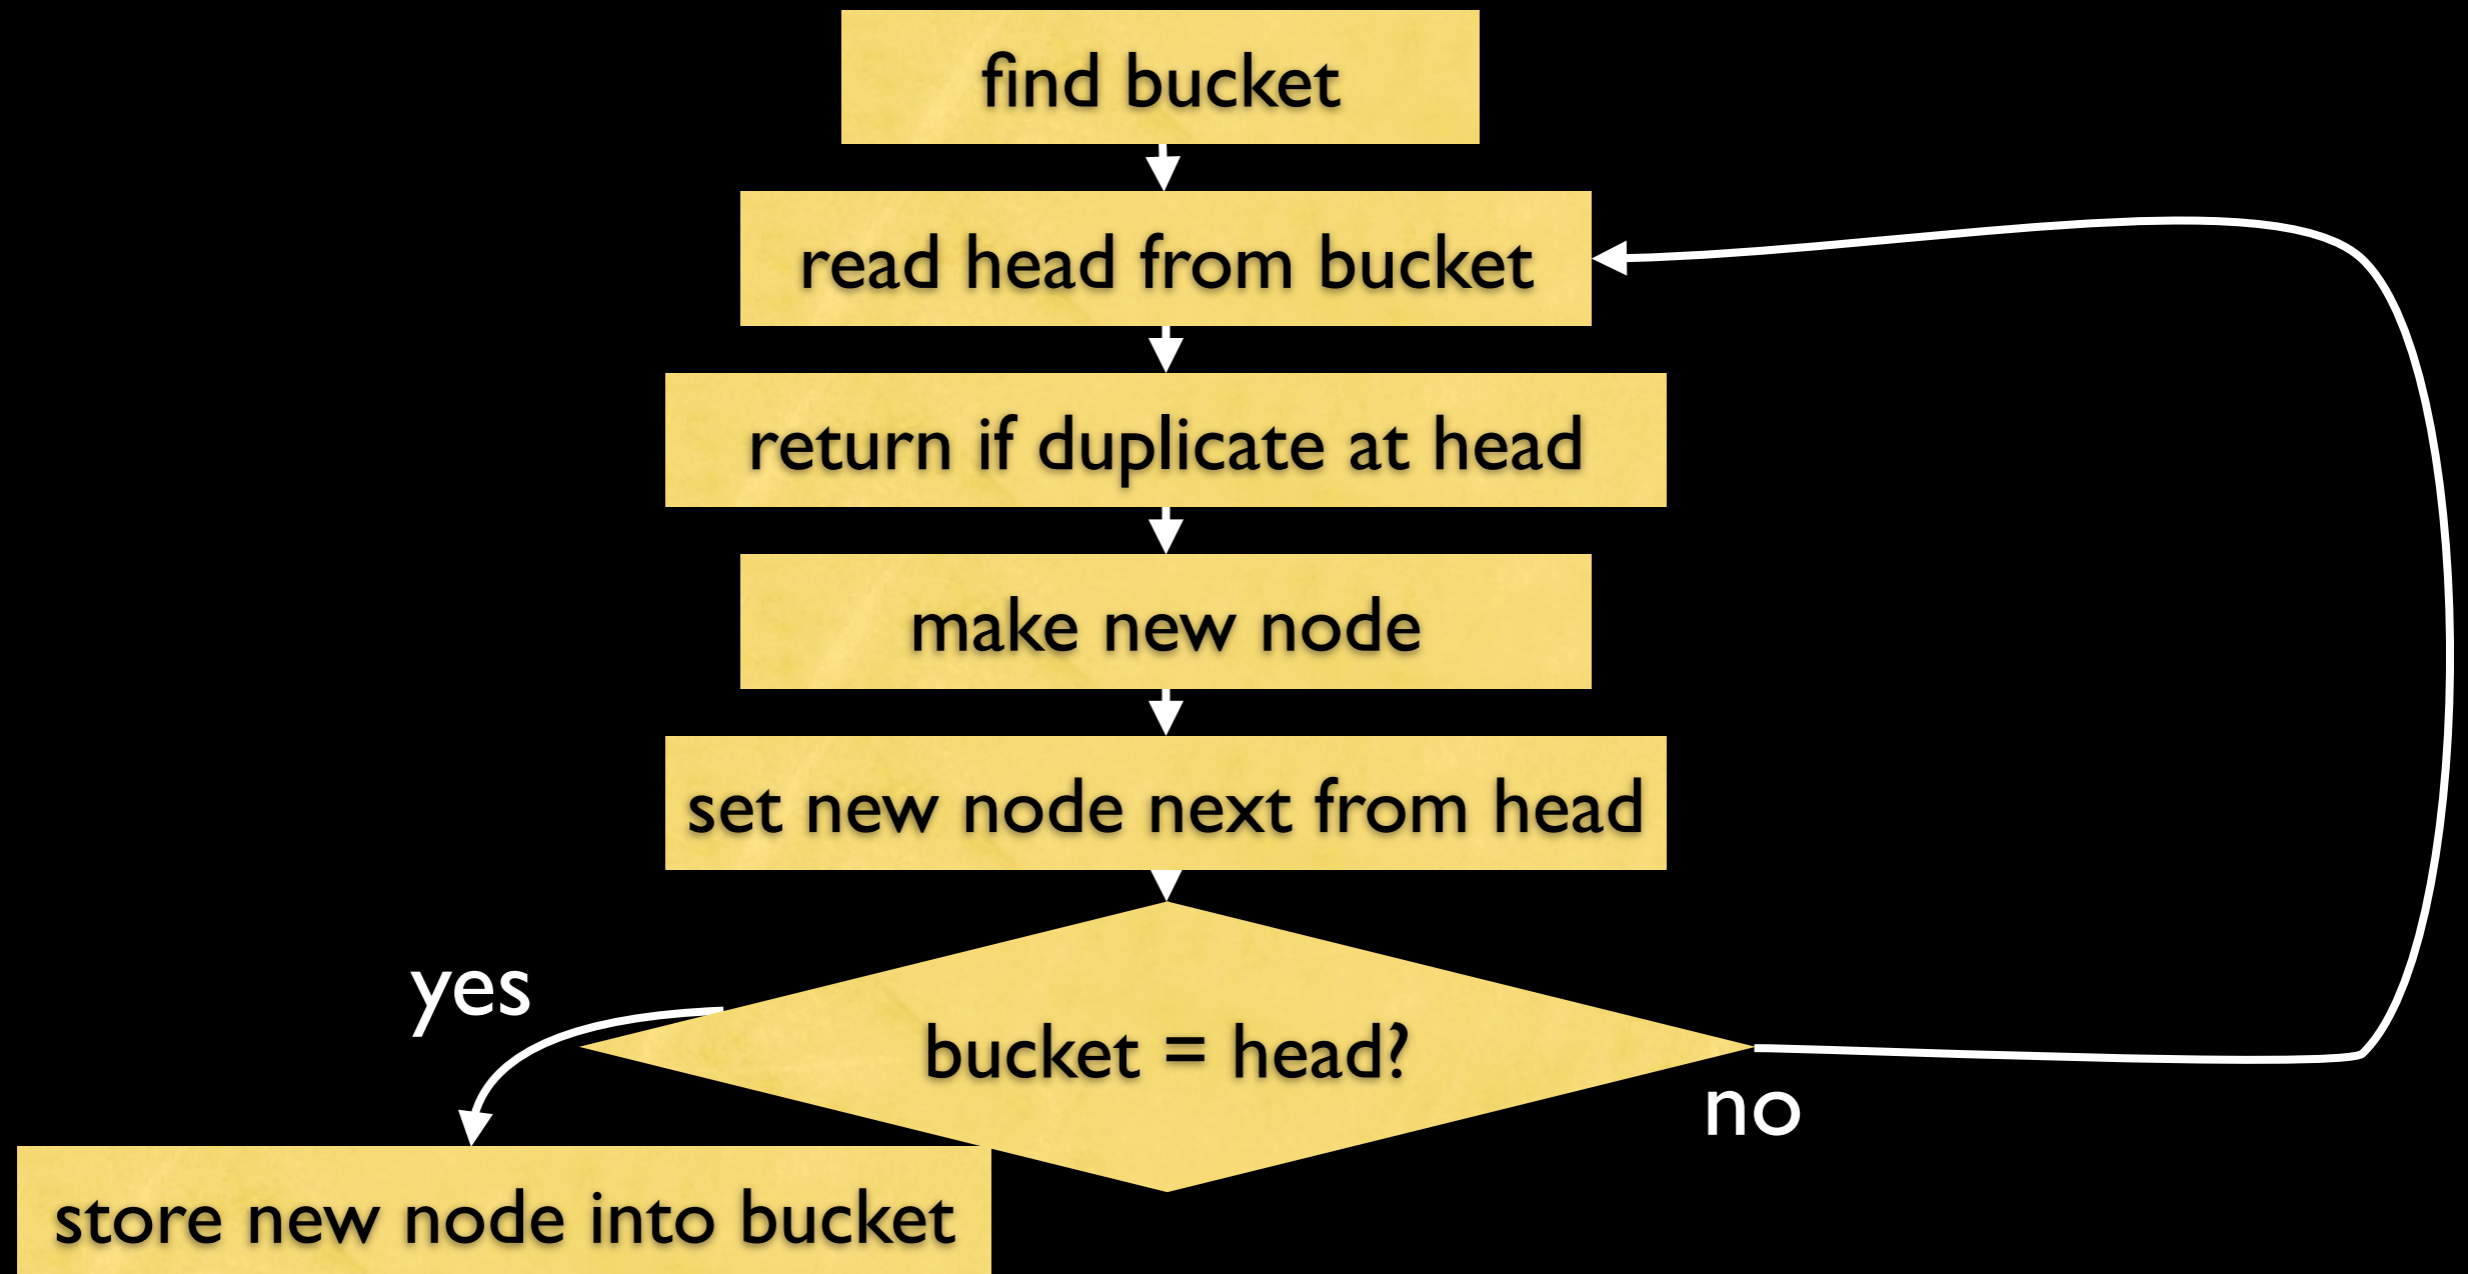 find bucket
read head from bucket
return if duplicate at head
make new node
set new node next from head
yes
bucket = head?
no
store new node into bucket